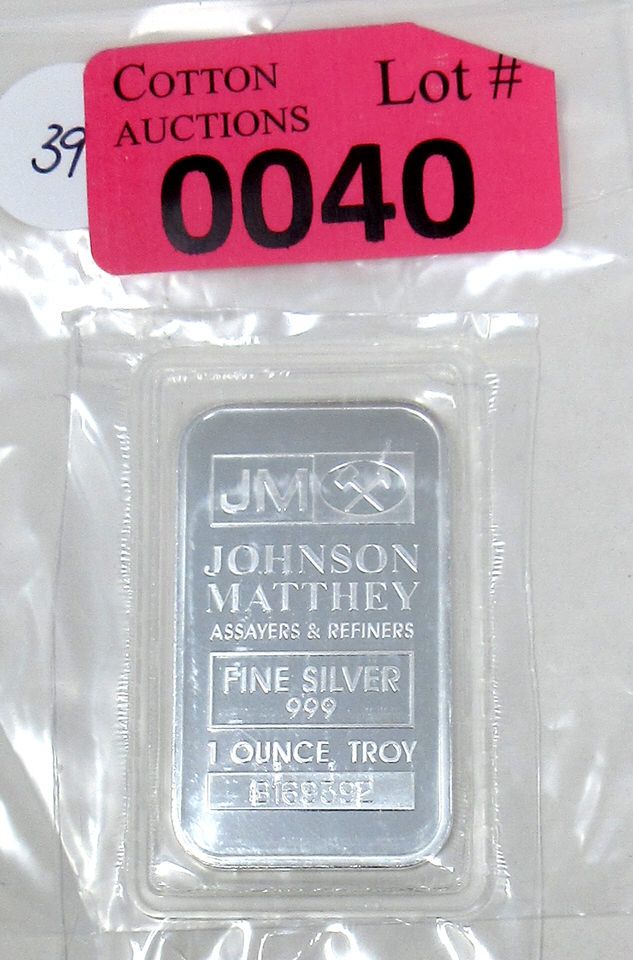 COTTON
AUCTIONS
Lot #
0040
39
JM
JOHNSON
MATTHEY
ASSAYERS & REFINERS
FINE SILVER
999
1 OUNCE, TROY